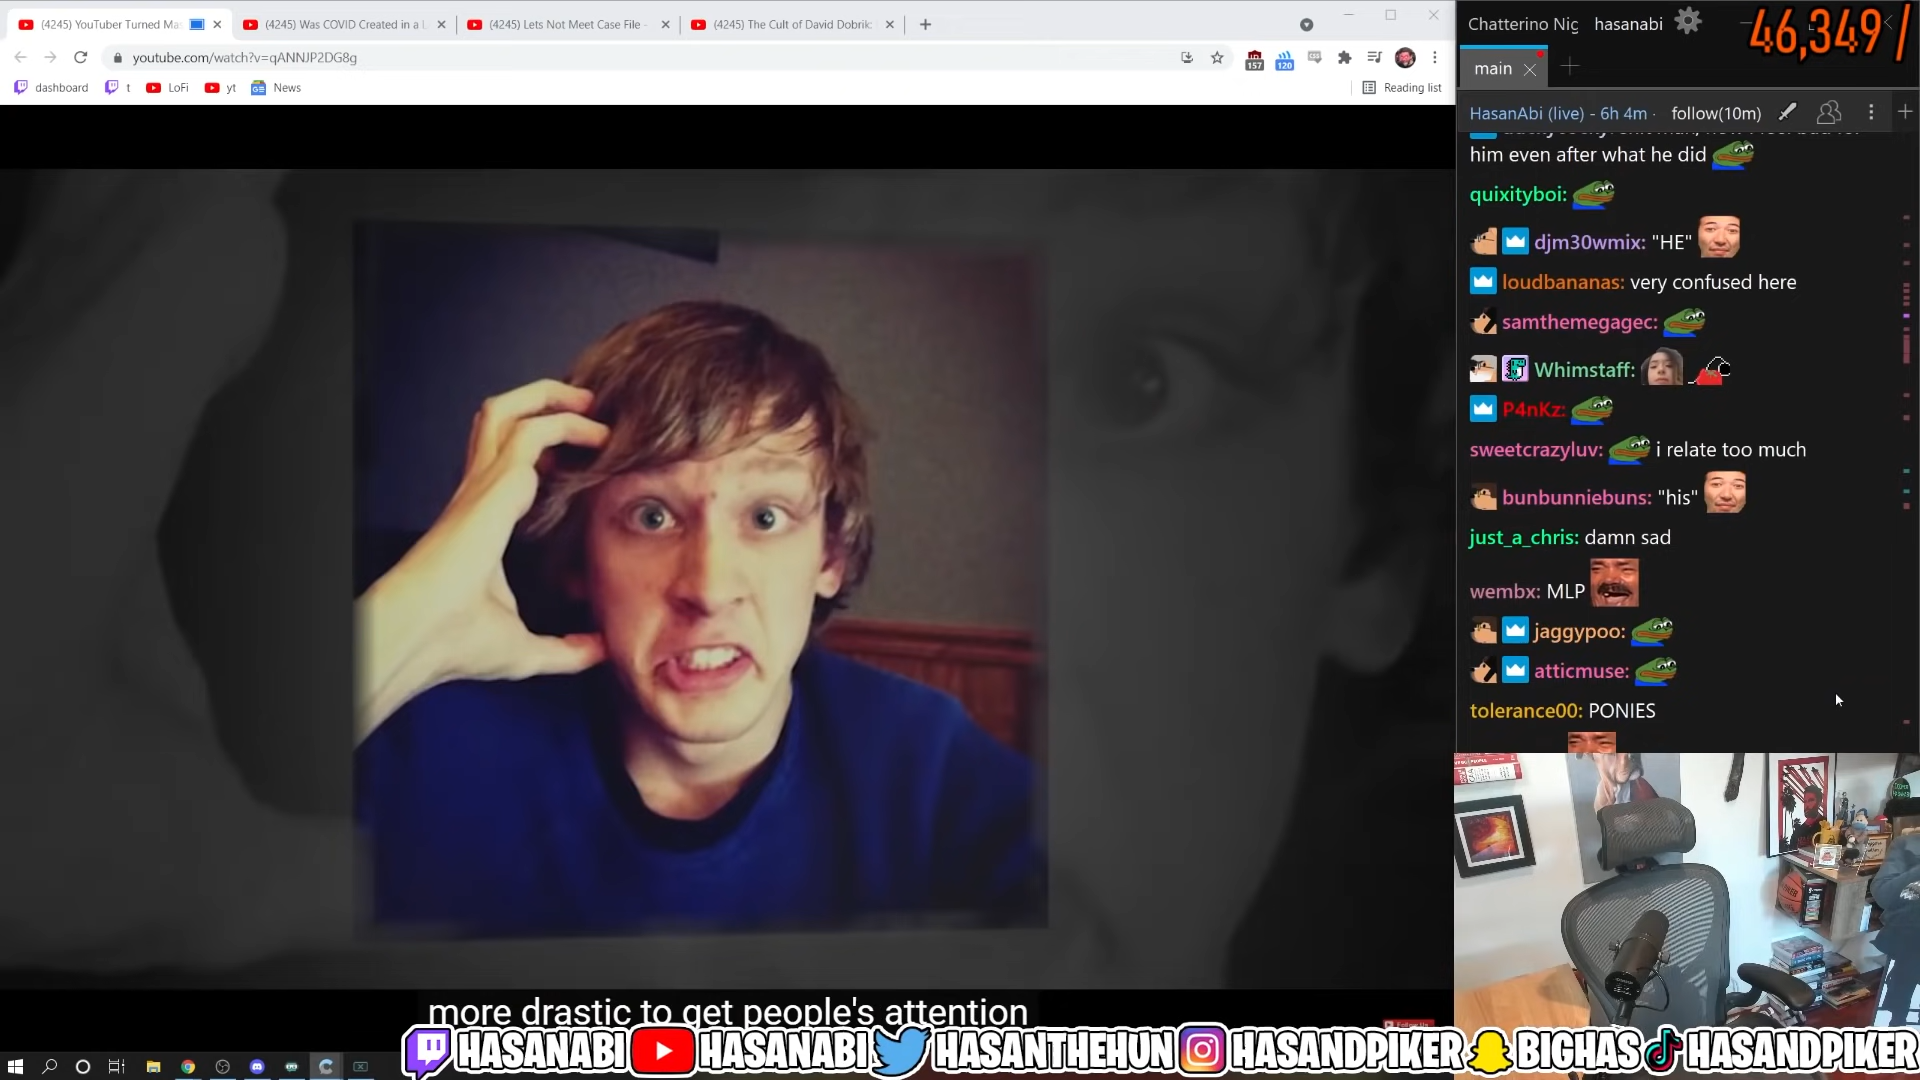 (4245) YouTuber Turned Ma
(4245) Was COVID Created in a L
(4245) Lets Not Meet Case File -
(4245) The Cult of David Dobrik:
youtube.com/watch?v=qANNJP2DG8g
157
120
dashboard
t
LoFi
yt
News
Reading list
more drastic to get people's attention
Chatterino Nig
hasanabi
46,349 /
main
HasanAbi (live) - 6h 4m ·
follow(10m)
him even after what he did
quixityboi:
djm30wmix: "HE"
loudbananas: very confused here
samthemegagec:
Whimstaff:
P4nKz:
sweetcrazyluv: i relate too much
bunbunniebuns: "his"
just_a_chris: damn sad
wembx: MLP
jaggypoo:
atticmuse:
tolerance00: PONIES
HASANABI
HASANABI
HASANTHEHUN
HASANDPIKER
BIGHAS
HASANDPIKER